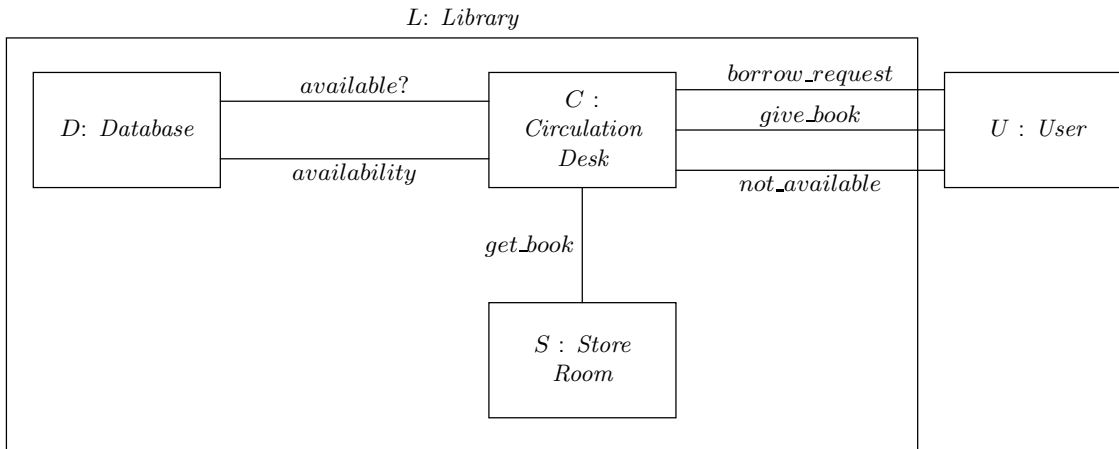 L: Library
available?
borrow_request
C :
give_book
D: Database
Circulation
U : User
Desk
availability
not_available
get_book
S : Store
Room